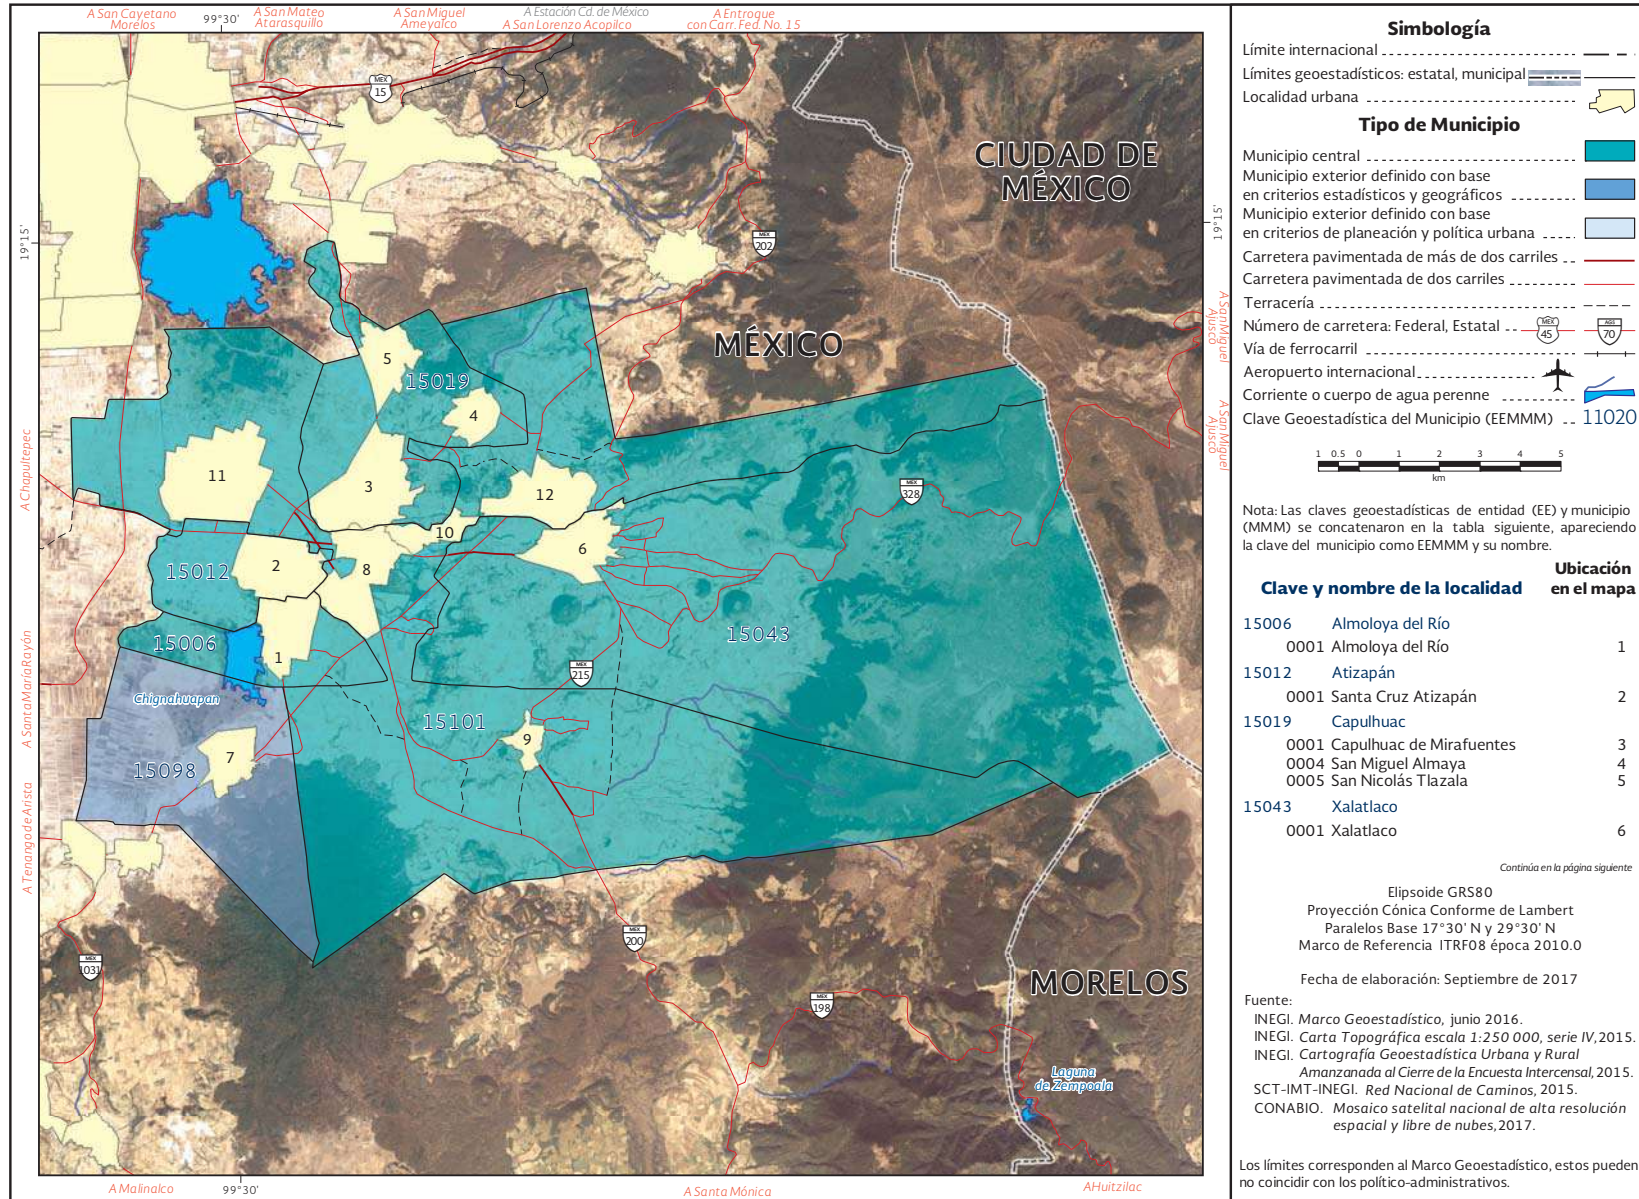 A San Cayetano
Morelos
99°30'
A San Mateo
Atarasquillo
A San Miguel
Ameyalco
A Estación Cd. de México
A San Lorenzo Acopilco
A Entroque
con Carr. Fed. No. 15
MEX
15
CIUDAD DE
MÉXICO
19°15'
19°15'
MEX
202
A San Miguel
Ajusco
MÉXICO
5
15019
4
A San Miguel
Ajusco
A Chapultepec
11
3
12
MEX
328
10
6
2
8
15012
15006
15043
1
MEX
215
A Santa María Rayón
Chignahuapan
15101
9
7
15098
A Tenango de Arista
MEX
200
MEX
1031
MORELOS
MEX
198
Laguna
de Zempoala
A Malinalco
99°30'
A Santa Mónica
A Huitzilac
Simbología
Límite internacional
Límites geoestadísticos: estatal, municipal
Localidad urbana
Tipo de Municipio
Municipio central
Municipio exterior definido con base
en criterios estadísticos y geográficos
Municipio exterior definido con base
en criterios de planeación y política urbana
Carretera pavimentada de más de dos carriles
Carretera pavimentada de dos carriles
Terracería
Número de carretera: Federal, Estatal MEX 45 AGS 70
Vía de ferrocarril
Aeropuerto internacional
Corriente o cuerpo de agua perenne
Clave Geoestadística del Municipio (EEMMM) 11020
1 0.5 0 1 2 3 4 5
km
Nota: Las claves geoestadísticas de entidad (EE) y municipio
(MMM) se concatenaron en la tabla siguiente, apareciendo
la clave del municipio como EEMMM y su nombre.
Clave y nombre de la localidad
Ubicación
en el mapa
15006 Almoloya del Río
0001 Almoloya del Río 1
15012 Atizapán
0001 Santa Cruz Atizapán 2
15019 Capulhuac
0001 Capulhuac de Mirafuentes 3
0004 San Miguel Almaya 4
0005 San Nicolás Tlazala 5
15043 Xalatlaco
0001 Xalatlaco 6
Continúa en la página siguiente
Elipsoide GRS80
Proyección Cónica Conforme de Lambert
Paralelos Base 17°30' N y 29°30' N
Marco de Referencia ITRF08 época 2010.0
Fecha de elaboración: Septiembre de 2017
Fuente:
INEGI. Marco Geoestadístico, junio 2016.
INEGI. Carta Topográfica escala 1:250 000, serie IV, 2015.
INEGI. Cartografía Geoestadística Urbana y Rural
Amanzanada al Cierre de la Encuesta Intercensal, 2015.
SCT-IMT-INEGI. Red Nacional de Caminos, 2015.
CONABIO. Mosaico satelital nacional de alta resolución
espacial y libre de nubes, 2017.
Los límites corresponden al Marco Geoestadístico, estos pueden
no coincidir con los político-administrativos.